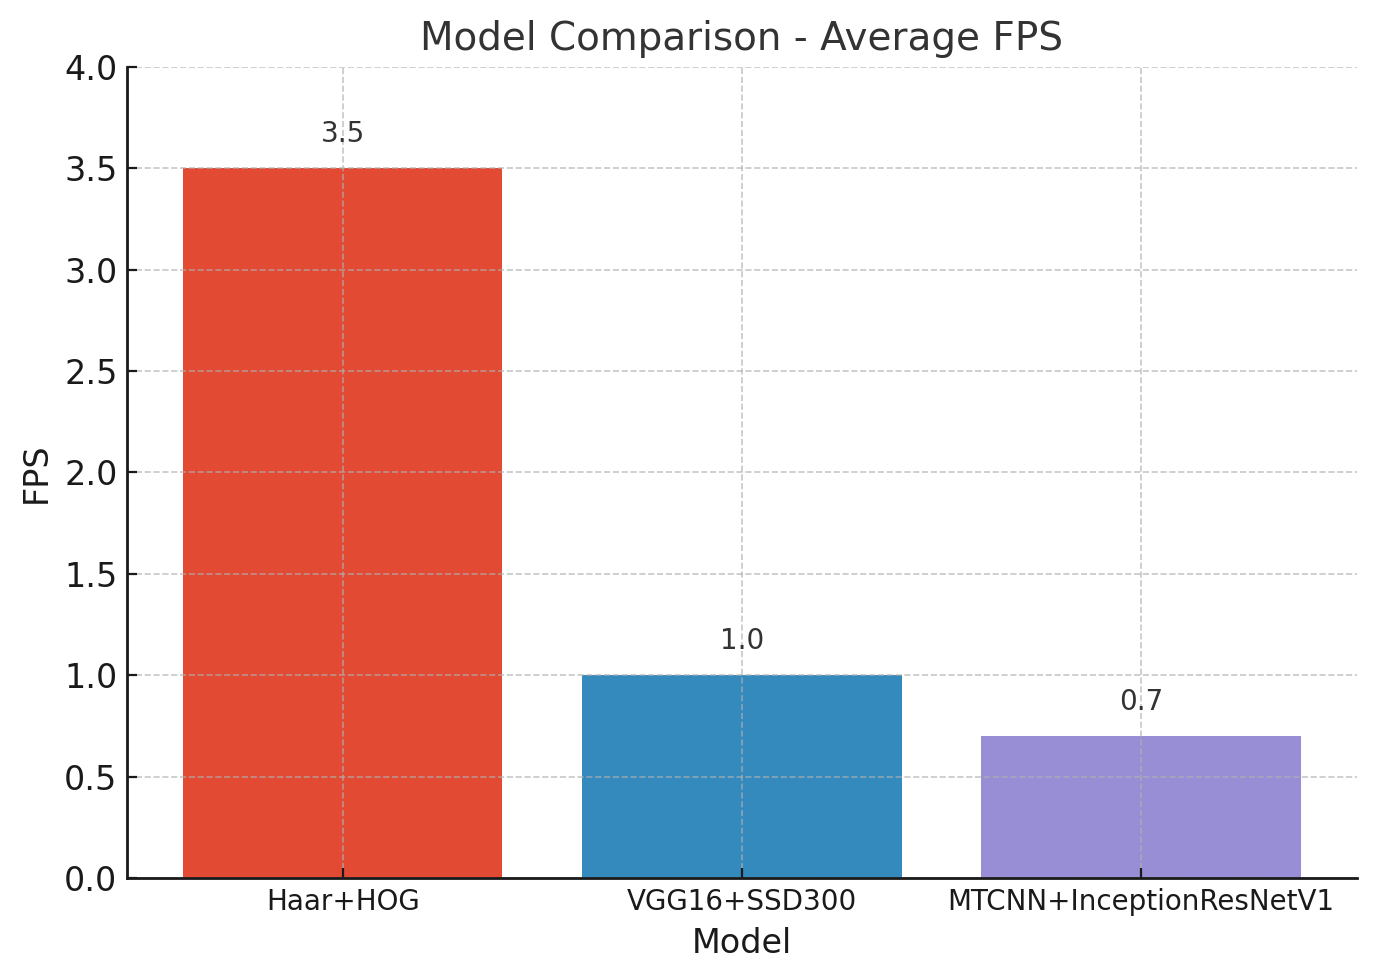 Model Comparison - Average FPS
4.0
3.5
3.5
3.0
2.5
2.0
1.5
1.0
1.0
0.7
0.5
0.0
FPS
Haar+HOG
VGG16+SSD300
MTCNN+InceptionResNetV1
Model